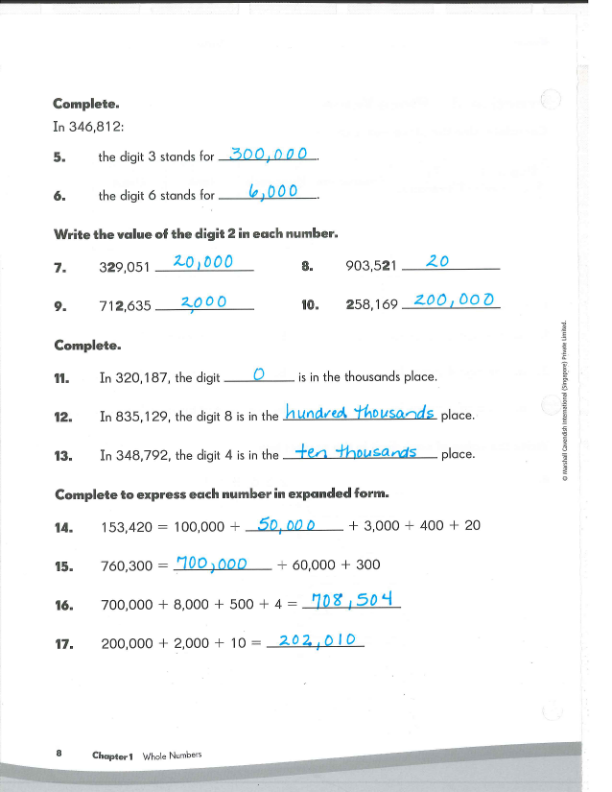 Complete.
In 346,812:
5. the digit 3 stands for 300,000.
6. the digit 6 stands for 6,000.
Write the value of the digit 2 in each number.
7. 329,051 20,000 8. 903,521 20
9. 712,635 2,000 10. 258,169 200,000
Complete.
11. In 320,187, the digit 0 is in the thousands place.
12. In 835,129, the digit 8 is in the hundred thousands place.
13. In 348,792, the digit 4 is in the ten thousands place.
Complete to express each number in expanded form.
14. 153,420 = 100,000 + 50,000 + 3,000 + 400 + 20
15. 760,300 = 700,000 + 60,000 + 300
16. 700,000 + 8,000 + 500 + 4 = 708,504
17. 200,000 + 2,000 + 10 = 202,010
© Marshall Cavendish International (Singapore) Private Limited.
8 Chapter 1 Whole Numbers